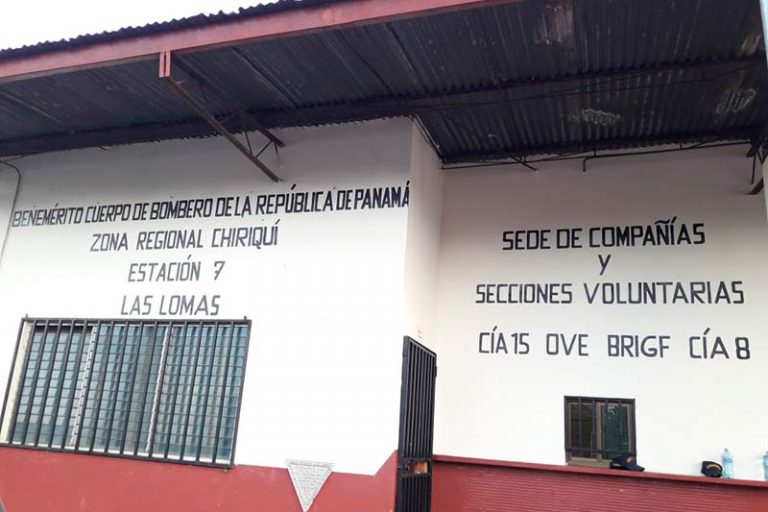 BENEMÉRITO CUERPO DE BOMBERO DE LA REPÚBLICA DE PANAMÁ
ZONA REGIONAL CHIRIQUÍ
ESTACIÓN 7
LAS LOMAS
SEDE DE COMPAÑÍAS
Y
SECCIONES VOLUNTARIAS
CÍA 15 OVE BRIGF CÍA 8